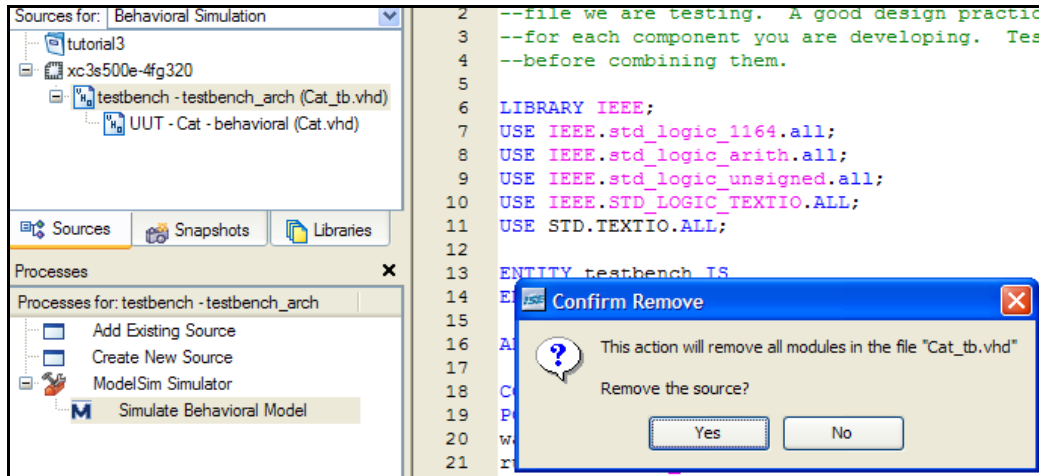 Sources for: Behavioral Simulation
tutorial3
xc3s500e-4fg320
testbench - testbench_arch (Cat_tb.vhd)
UUT - Cat - behavioral (Cat.vhd)
Sources
Snapshots
Libraries
Processes
Processes for: testbench - testbench_arch
Add Existing Source
Create New Source
ModelSim Simulator
Simulate Behavioral Model
2 --file we are testing. A good design practic
3 --for each component you are developing. Tes
4 --before combining them.
5
6 LIBRARY IEEE;
7 USE IEEE.std_logic_1164.all;
8 USE IEEE.std_logic_arith.all;
9 USE IEEE.std_logic_unsigned.all;
10 USE IEEE.STD_LOGIC_TEXTIO.ALL;
11 USE STD.TEXTIO.ALL;
12
13 ENTITY testbench IS
14
15
16
17
18
19
20
21
ISE Confirm Remove
This action will remove all modules in the file "Cat_tb.vhd"
Remove the source?
Yes
No